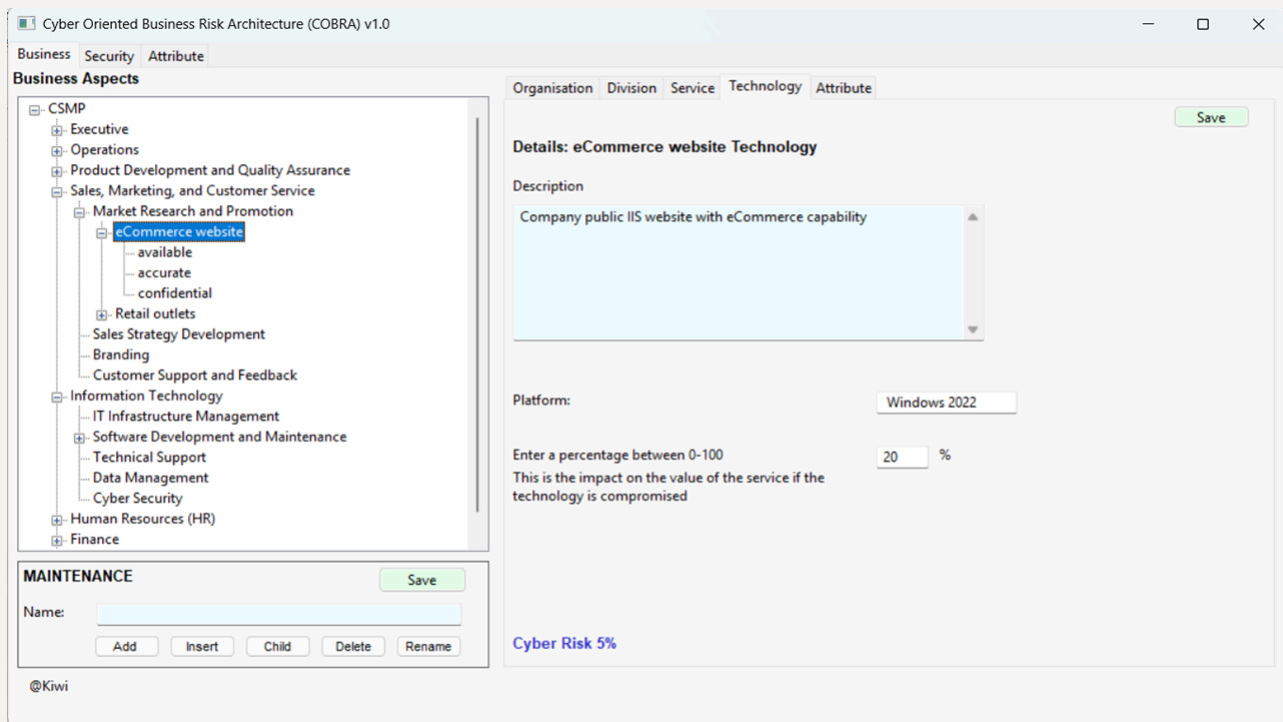 Cyber Oriented Business Risk Architecture (COBRA) v1.0
Business Security Attribute
Business Aspects
CSMP
Executive
Operations
Product Development and Quality Assurance
Sales, Marketing, and Customer Service
Market Research and Promotion
eCommerce website
available
accurate
confidential
Retail outlets
Sales Strategy Development
Branding
Customer Support and Feedback
Information Technology
IT Infrastructure Management
Software Development and Maintenance
Technical Support
Data Management
Cyber Security
Human Resources (HR)
Finance
MAINTENANCE
Save
Name:
Add Insert Child Delete Rename
@Kiwi
Organisation Division Service Technology Attribute
Save
Details: eCommerce website Technology
Description
Company public IIS website with eCommerce capability
Platform: Windows 2022
Enter a percentage between 0-100 20 %
This is the impact on the value of the service if the
technology is compromised
Cyber Risk 5%